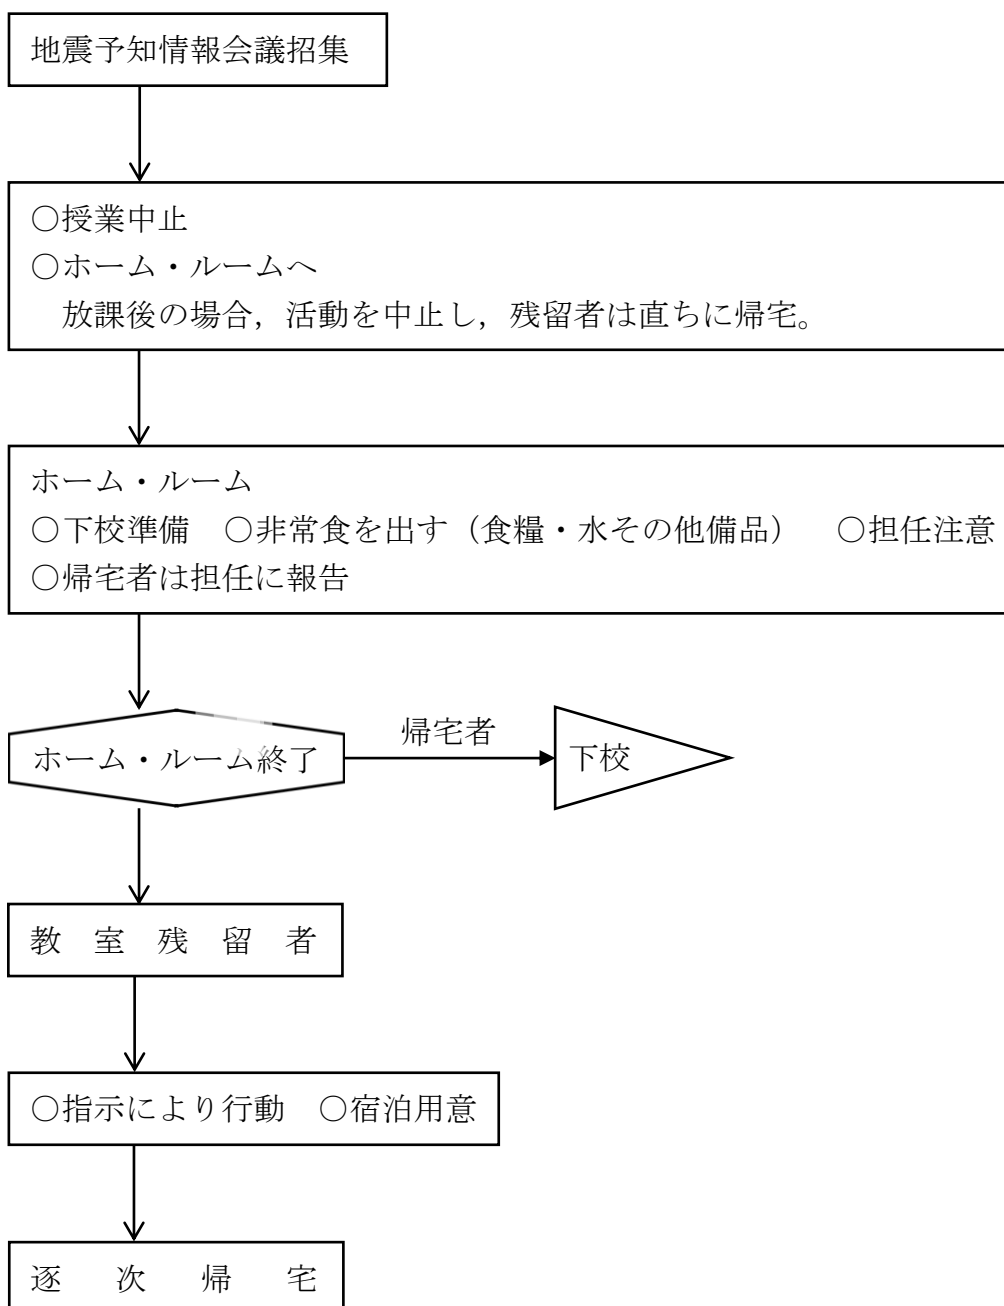 地震予知情報会議招集
○授業中止
○ホーム・ルームへ
放課後の場合，活動を中止し，残留者は直ちに帰宅。
ホーム・ルーム
○下校準備　○非常食を出す（食糧・水その他備品）　○担任注意
○帰宅者は担任に報告
帰宅者
ホーム・ルーム終了
下校
教　室　残　留　者
○指示により行動　○宿泊用意
逐　次　帰　宅